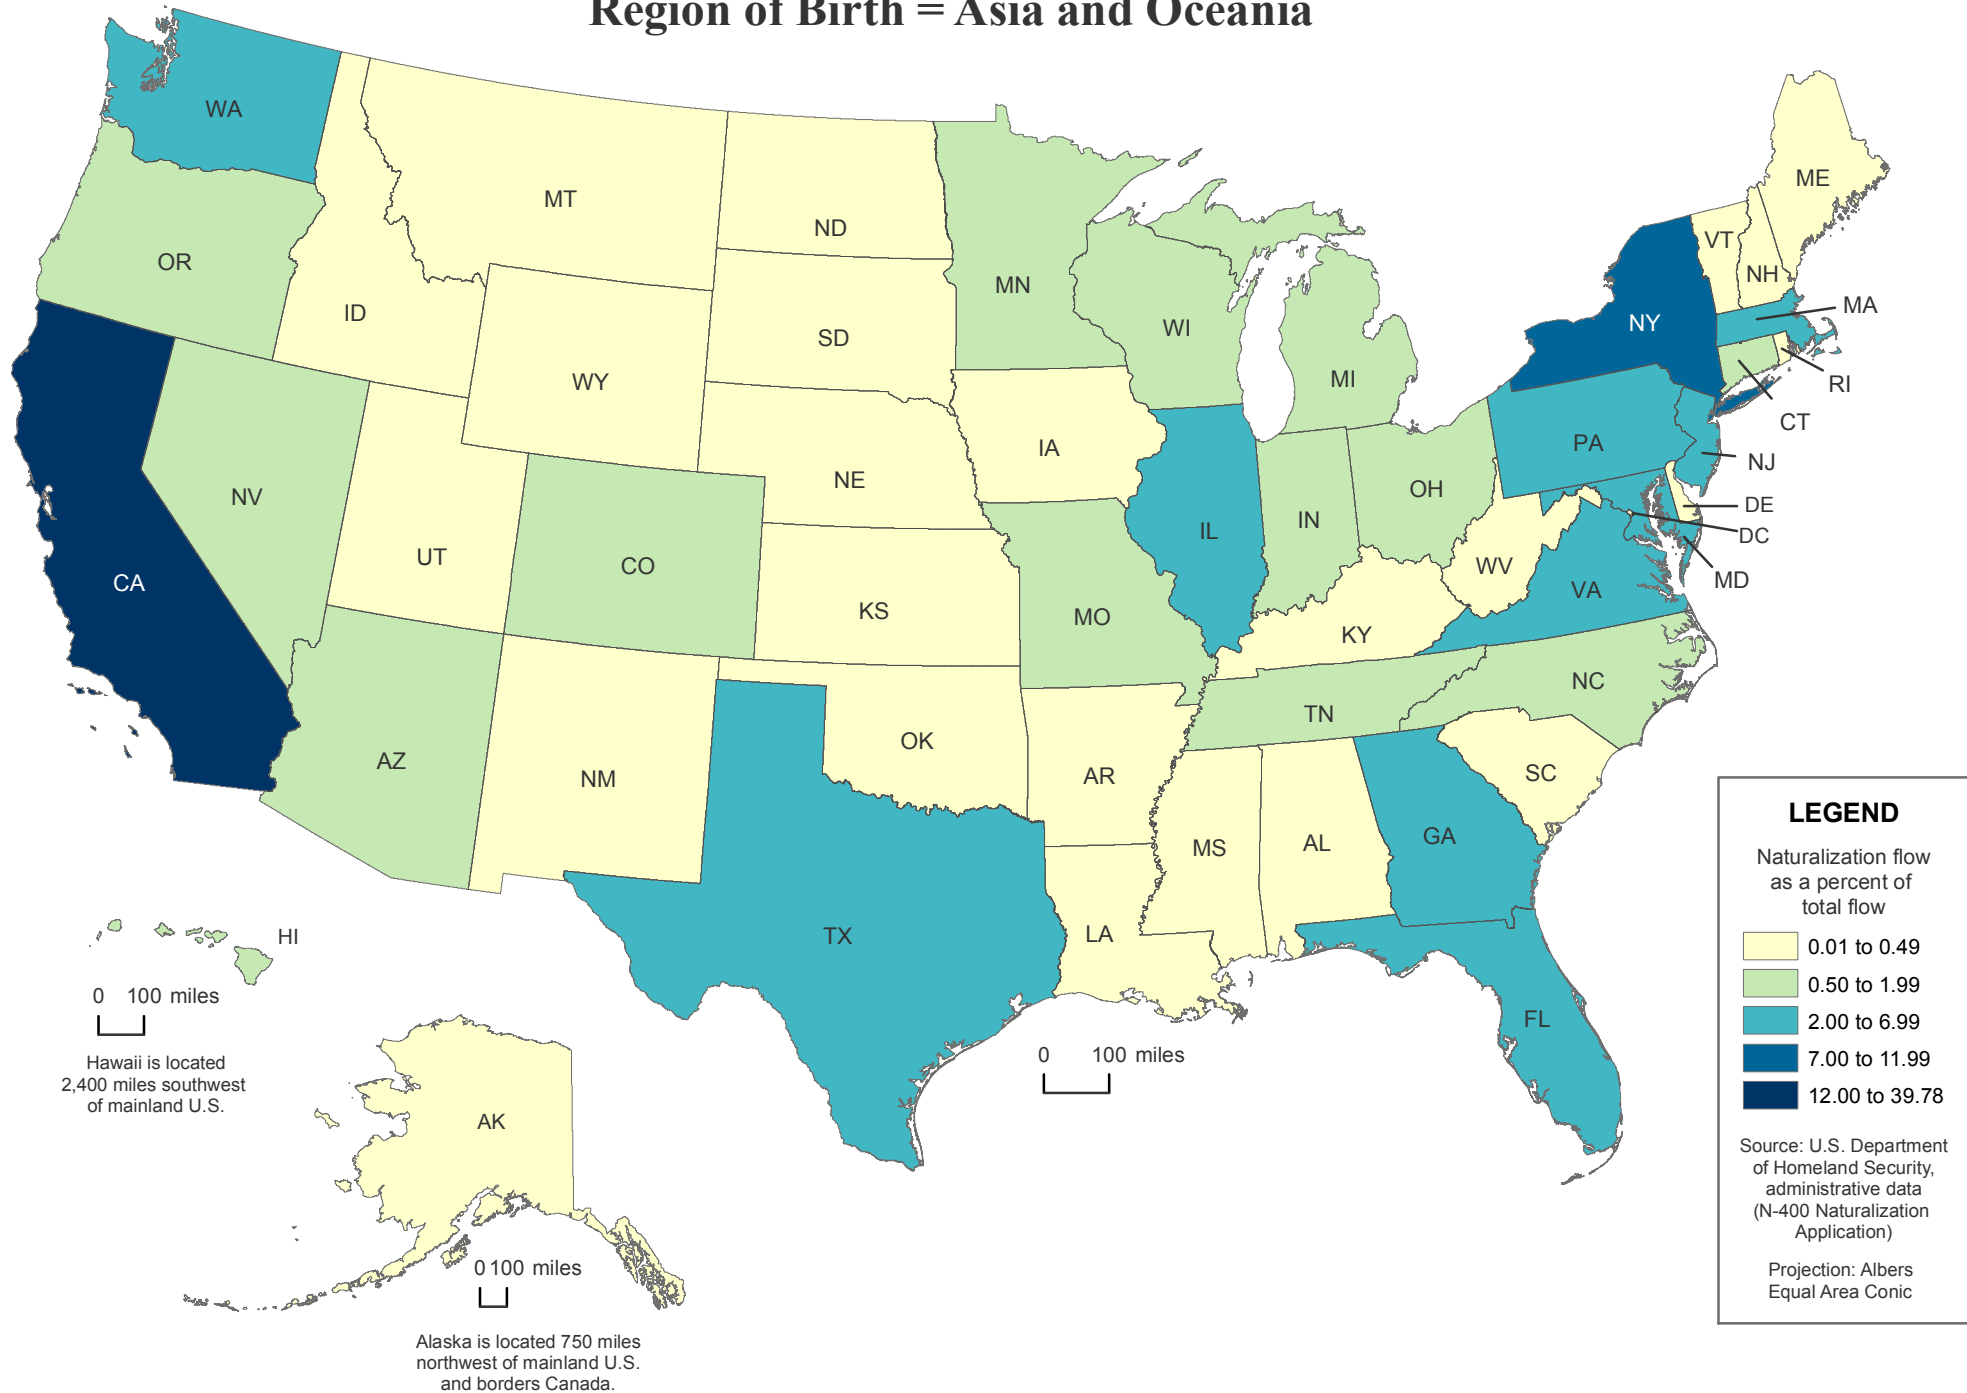 Region of Birth = Asia and Oceania
WA
MT
ND
MN
ME
VT
NH
OR
ID
SD
WI
NY
MA
WY
MI
RI
CT
IA
PA
NJ
NE
NV
OH
DE
IN
IL
DC
UT
CO
WV
MD
CA
VA
KS
MO
KY
NC
TN
OK
AZ
NM
AR
SC
MS
AL
GA
TX
LA
HI
FL
AK
0 100 miles
Hawaii is located
2,400 miles southwest
of mainland U.S.
0 100 miles
0 100 miles
Alaska is located 750 miles
northwest of mainland U.S.
and borders Canada.
LEGEND
Naturalization flow
as a percent of
total flow
0.01 to 0.49
0.50 to 1.99
2.00 to 6.99
7.00 to 11.99
12.00 to 39.78
Source: U.S. Department
of Homeland Security,
administrative data
(N-400 Naturalization
Application)
Projection: Albers
Equal Area Conic